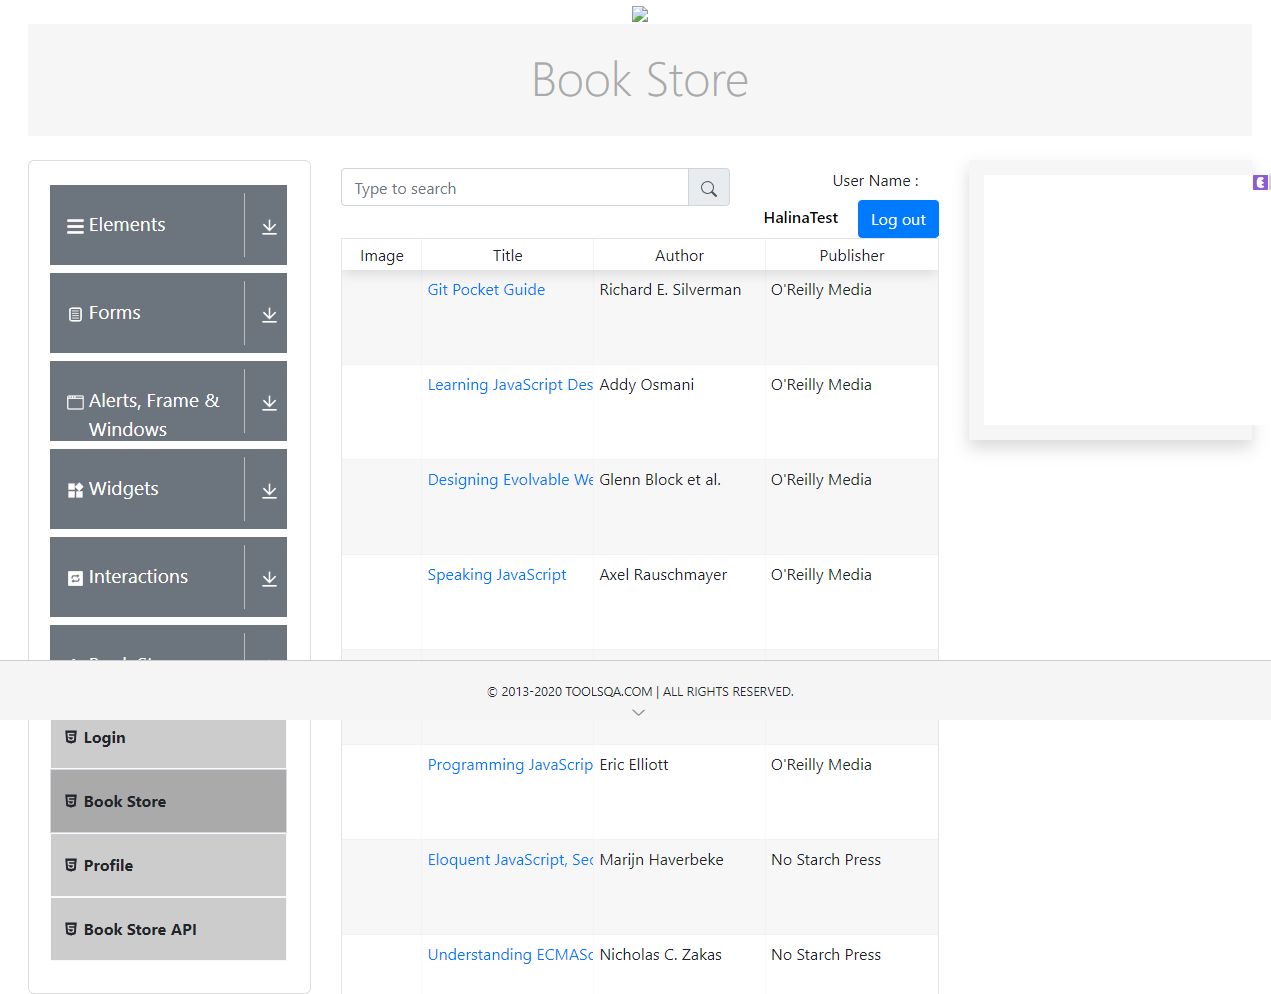 Book Store
Elements
Forms
Alerts, Frame &
Windows
Widgets
Interactions
Login
Book Store
Profile
Book Store API
Type to search
User Name :
HalinaTest
Log out
Image Title Author Publisher
Git Pocket Guide Richard E. Silverman O'Reilly Media
Learning JavaScript Des Addy Osmani O'Reilly Media
Designing Evolvable We Glenn Block et al. O'Reilly Media
Speaking JavaScript Axel Rauschmayer O'Reilly Media
© 2013-2020 TOOLSQA.COM | ALL RIGHTS RESERVED.
Programming JavaScrip Eric Elliott O'Reilly Media
Eloquent JavaScript, Sec Marijn Haverbeke No Starch Press
Understanding ECMASc Nicholas C. Zakas No Starch Press